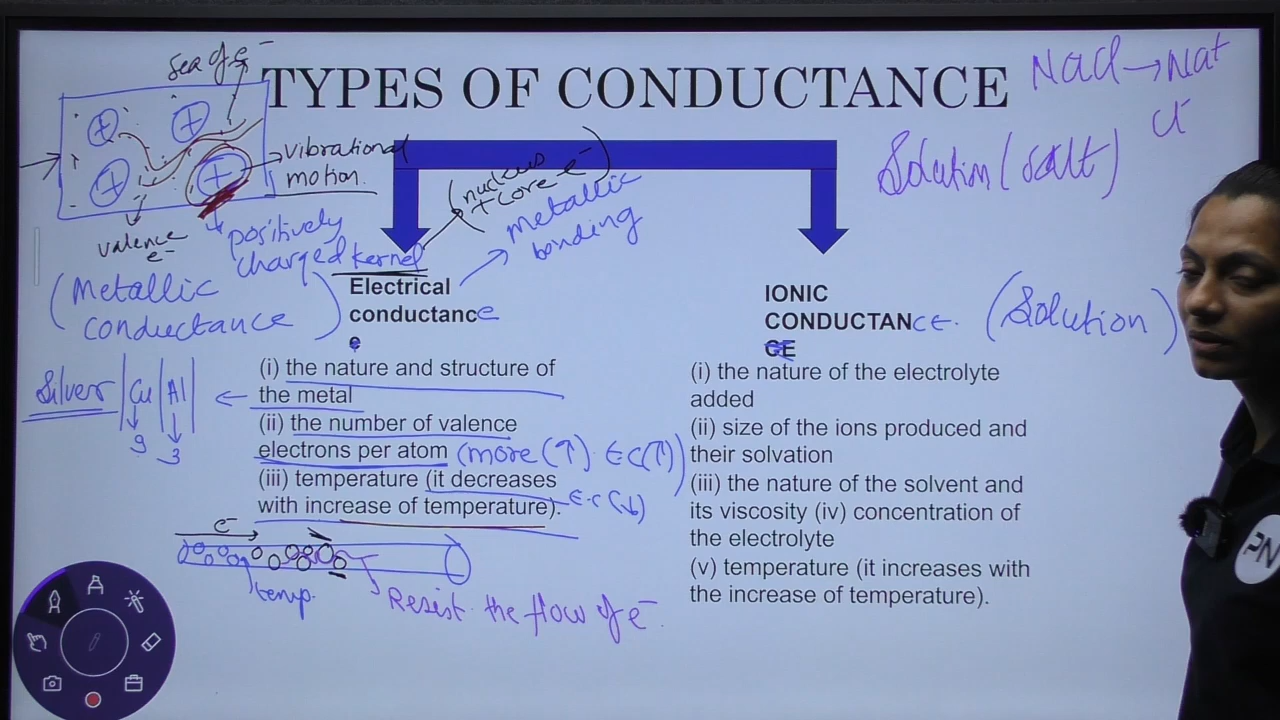 sea of e⁻
TYPES OF CONDUCTANCE
NaCl → Na⁺
Cl⁻
Solution (Salt)
vibrational
motion.
(nucleus
+ core e⁻)
valence
e⁻
positively
charged kernel
metallic
bonding
(Metallic
conductance)
Electrical
conductance
e
IONIC
CONDUCTANCE.
CE
(Solution)
(i) the nature and structure of
the metal
(ii) the number of valence
electrons per atom (more (↑) · E·C(↑))
(iii) temperature (it decreases
with increase of temperature). E·C(↓)
Silver | Cu | Al |
3
e⁻
temp.
Resist the flow of e⁻.
(i) the nature of the electrolyte
added
(ii) size of the ions produced and
their solvation
(iii) the nature of the solvent and
its viscosity (iv) concentration of
the electrolyte
(v) temperature (it increases with
the increase of temperature).
PN